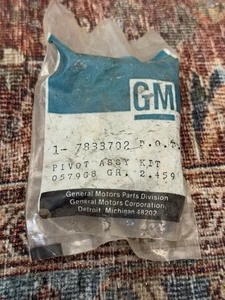 GM
1- 7833702 P.O.
PIVOT ASSY KIT
057908 GR. 2.459
General Motors Parts Division
General Motors Corporation
Detroit, Michigan 48202